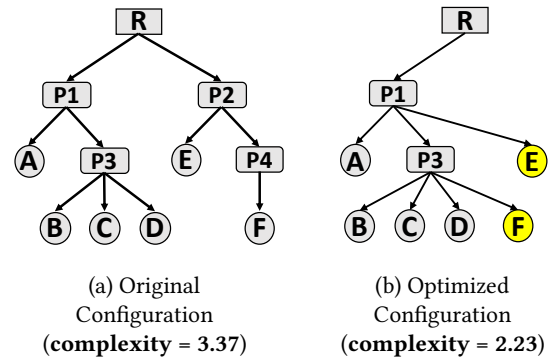 R
R
P1
P2
P1
A
P3
E
P4
A
P3
E
B
C
D
F
B
C
D
F
(a) Original
Configuration
(complexity = 3.37)
(b) Optimized
Configuration
(complexity = 2.23)